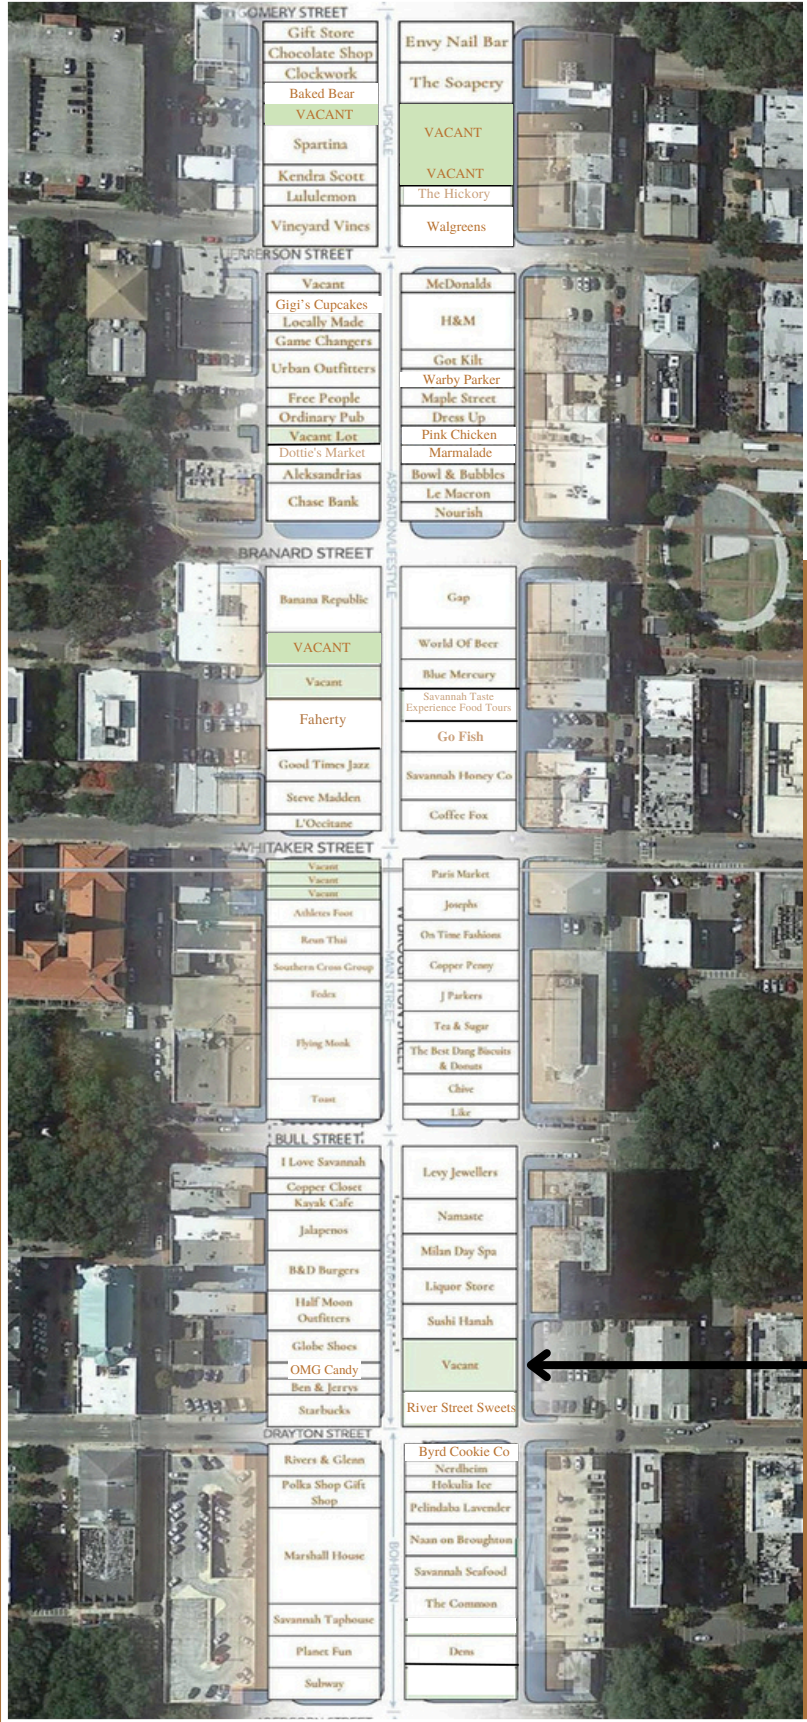 GOMERY STREET
Gift Store
Chocolate Shop
Clockwork
Baked Bear
VACANT
Spartina
Kendra Scott
Lululemon
Vineyard Vines
UPSCALE
Envy Nail Bar
The Soapery
VACANT
VACANT
The Hickory
Walgreens
JEFFERSON STREET
Vacant
Gigi's Cupcakes
Locally Made
Game Changers
Urban Outfitters
Free People
Ordinary Pub
Vacant Lot
Dottie's Market
Aleksandrias
Chase Bank
ASPIRATION/LIFESTYLE
McDonalds
H&M
Got Kilt
Warby Parker
Maple Street
Dress Up
Pink Chicken
Marmalade
Bowl & Bubbles
Le Macron
Nourish
BRANARD STREET
Banana Republic
VACANT
Vacant
Faherty
Good Times Jazz
Steve Madden
L'Occitane
Gap
World Of Beer
Blue Mercury
Savannah Taste
Experience Food Tours
Go Fish
Savannah Honey Co
Coffee Fox
WHITAKER STREET
Vacant
Vacant
Vacant
Athletes Foot
Reun Thai
Southern Cross Group
Fedex
Flying Monk
Toast
MAIN STREET
W BROUGHTON STREET
Paris Market
Josephs
On Time Fashions
Copper Penny
J Parkers
Tea & Sugar
The Best Dang Biscuits
& Donuts
Chive
Like
BULL STREET
I Love Savannah
Copper Closet
Kayak Cafe
Jalapenos
B&D Burgers
Half Moon
Outfitters
Globe Shoes
OMG Candy
Ben & Jerrys
Starbucks
CONTEMPORARY
Levy Jewellers
Namaste
Milan Day Spa
Liquor Store
Sushi Hanah
Vacant
River Street Sweets
DRAYTON STREET
Rivers & Glenn
Polka Shop Gift
Shop
Marshall House
Savannah Taphouse
Planet Fun
Subway
BOHEMIAN
Byrd Cookie Co
Nerdheim
Hokulia Ice
Pelindaba Lavender
Naan on Broughton
Savannah Seafood
The Common
Dens